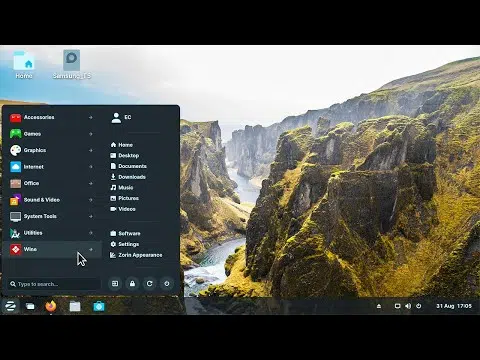 Home
Samsung_T5
Accessories
EC
Games
Graphics
Home
Internet
Desktop
Office
Documents
Sound & Video
Downloads
System Tools
Music
Utilities
Pictures
Wine
Videos
Software
Settings
Zorin Appearance
Type to search...
31 Aug 17:05